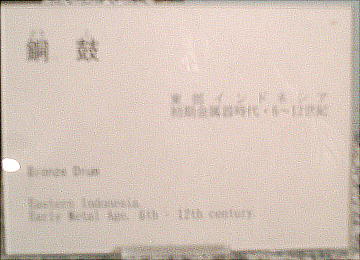 銅 鼓
東部インドネシア
初期金属器時代・6～12世紀
Bronze Drum
Eastern Indonesia
Early Metal Age, 6th - 12th century